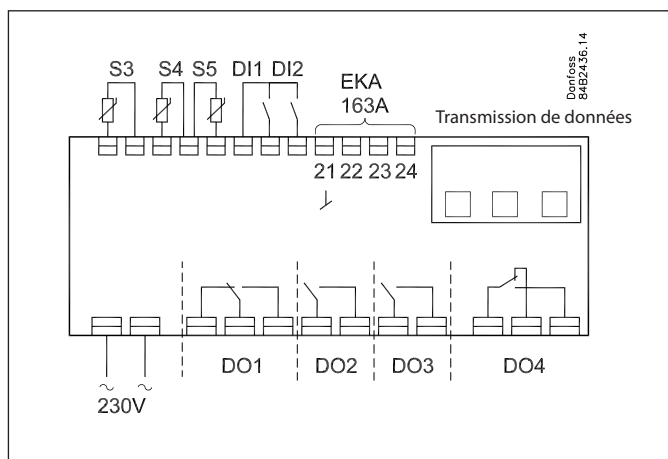 Danfoss
84B2436.14
S3 S4 S5 DI1 DI2
EKA
163A
Transmission de données
21 22 23 24
DO1 DO2 DO3 DO4
~ ~
230V